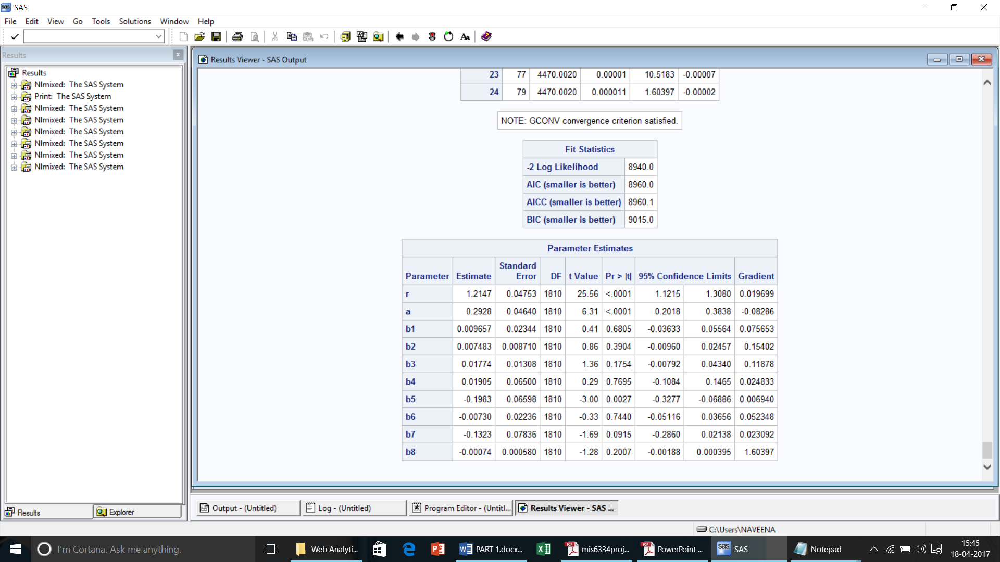 SAS
File Edit View Go Tools Solutions Window Help
Results
Results Viewer - SAS Output
Results
Nlmixed: The SAS System
Print: The SAS System
Nlmixed: The SAS System
Nlmixed: The SAS System
Nlmixed: The SAS System
Nlmixed: The SAS System
Nlmixed: The SAS System
Nlmixed: The SAS System
23 77 4470.0020 0.00001 10.5183 -0.00007
24 79 4470.0020 0.000011 1.60397 -0.00002
NOTE: GCONV convergence criterion satisfied.
Fit Statistics
-2 Log Likelihood 8940.0
AIC (smaller is better) 8960.0
AICC (smaller is better) 8960.1
BIC (smaller is better) 9015.0
Parameter Estimates
Parameter Estimate Standard Error DF t Value Pr > |t| 95% Confidence Limits Gradient
r 1.2147 0.04753 1810 25.56 <.0001 1.1215 1.3080 0.019699
a 0.2928 0.04640 1810 6.31 <.0001 0.2018 0.3838 -0.08286
b1 0.009657 0.02344 1810 0.41 0.6805 -0.03633 0.05564 0.075653
b2 0.007483 0.008710 1810 0.86 0.3904 -0.00960 0.02457 0.15402
b3 0.01774 0.01308 1810 1.36 0.1754 -0.00792 0.04340 0.11878
b4 0.01905 0.06500 1810 0.29 0.7695 -0.1084 0.1465 0.024833
b5 -0.1983 0.06598 1810 -3.00 0.0027 -0.3277 -0.06886 0.006940
b6 -0.00730 0.02236 1810 -0.33 0.7440 -0.05116 0.03656 0.052348
b7 -0.1323 0.07836 1810 -1.69 0.0915 -0.2860 0.02138 0.023092
b8 -0.00074 0.000580 1810 -1.28 0.2007 -0.00188 0.000395 1.60397
Results Explorer
Output - (Untitled) Log - (Untitled) Program Editor - (Untitl... Results Viewer - SAS ...
C:\Users\NAVEENA
I'm Cortana. Ask me anything. Web Analyti... PART 1.docx... mis6334proj... PowerPoint ... SAS Notepad
15:45
18-04-2017